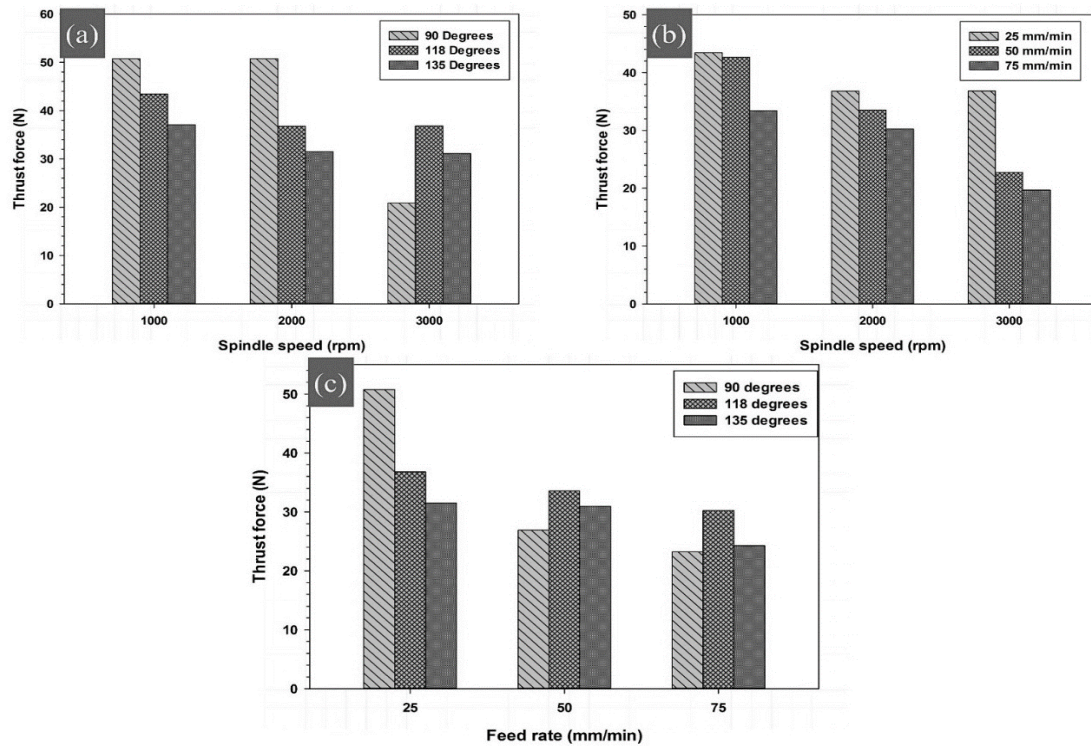 (a)
60
50
40
30
20
10
0
Thrust force (N)
90 Degrees
118 Degrees
135 Degrees
1000
2000
3000
Spindle speed (rpm)
(b)
50
40
30
20
10
0
Thrust force (N)
25 mm/min
50 mm/min
75 mm/min
1000
2000
3000
Spindle speed (rpm)
(c)
50
40
30
20
10
0
Thrust force (N)
90 degrees
118 degrees
135 degrees
25
50
75
Feed rate (mm/min)